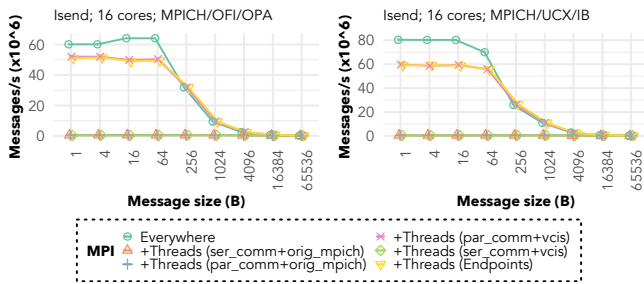 Isend; 16 cores; MPICH/OFI/OPA
Messages/s (x10^6)
60
40
20
0
1
4
16
64
256
1024
4096
16384
65536
Message size (B)
Isend; 16 cores; MPICH/UCX/IB
Messages/s (x10^6)
80
60
40
20
0
1
4
16
64
256
1024
4096
16384
65536
Message size (B)
MPI
Everywhere
+Threads (ser_comm+orig_mpich)
+Threads (par_comm+orig_mpich)
+Threads (par_comm+vcis)
+Threads (ser_comm+vcis)
+Threads (Endpoints)